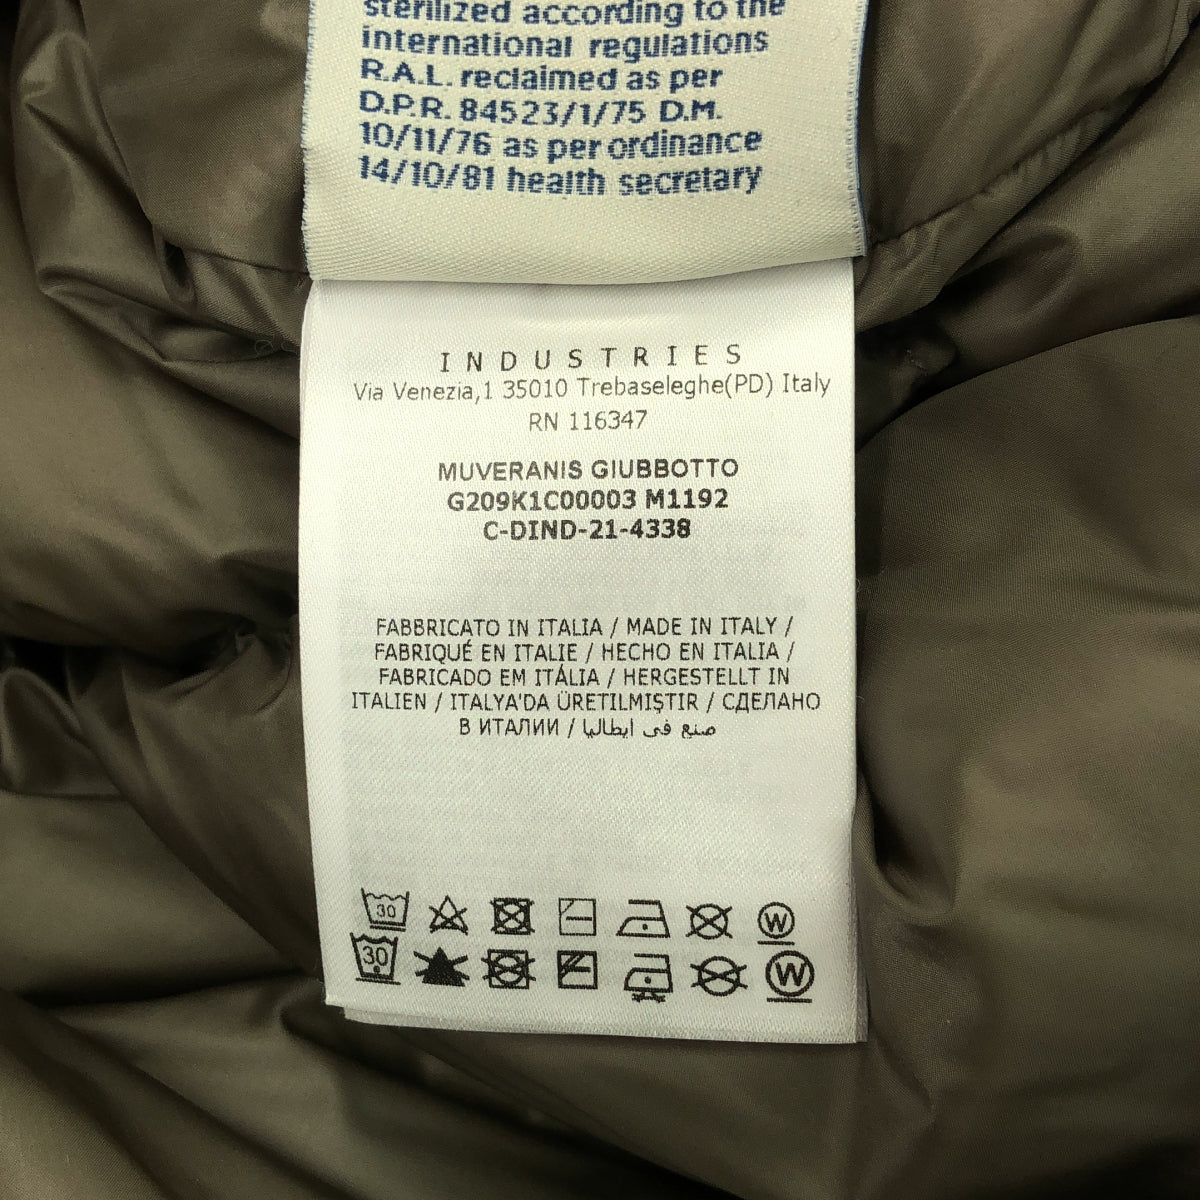 sterilized according to the
international regulations
R.A.L. reclaimed as per
D.P.R. 84523/1/75 D.M.
10/11/76 as per ordinance
14/10/81 health secretary
INDUSTRIES
Via Venezia,1 35010 Trebaseleghe(PD) Italy
RN 116347
MUVERANIS GIUBBOTTO
G209K1C00003 M1192
C-DIND-21-4338
FABBRICATO IN ITALIA / MADE IN ITALY /
FABRIQUÉ EN ITALIE / HECHO EN ITALIA /
FABRICADO EM ITÁLIA / HERGESTELLT IN
ITALIEN / ITALYA'DA ÜRETILMIŞTIR / СДЕЛАНО
В ИТАЛИИ / صنع في ايطاليا
30 W
30 W